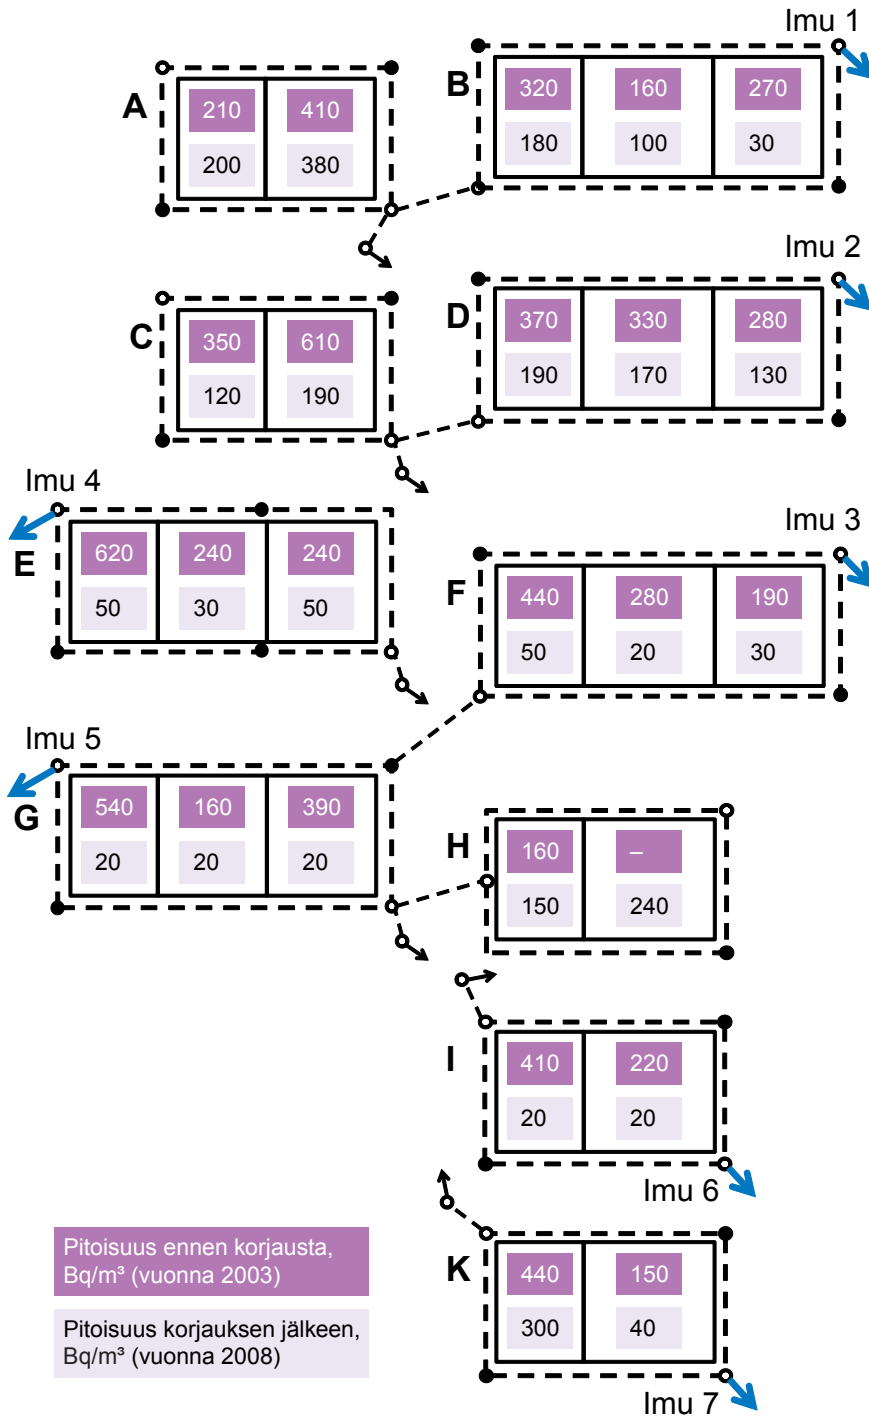 Imu 1
A
210 410
200 380
B
320 160 270
180 100 30
Imu 2
C
350 610
120 190
D
370 330 280
190 170 130
Imu 4
E
620 240 240
50 30 50
Imu 3
F
440 280 190
50 20 30
Imu 5
G
540 160 390
20 20 20
H
160 –
150 240
I
410 220
20 20
Imu 6
K
440 150
300 40
Imu 7
Pitoisuus ennen korjausta,
Bq/m³ (vuonna 2003)
Pitoisuus korjauksen jälkeen,
Bq/m³ (vuonna 2008)